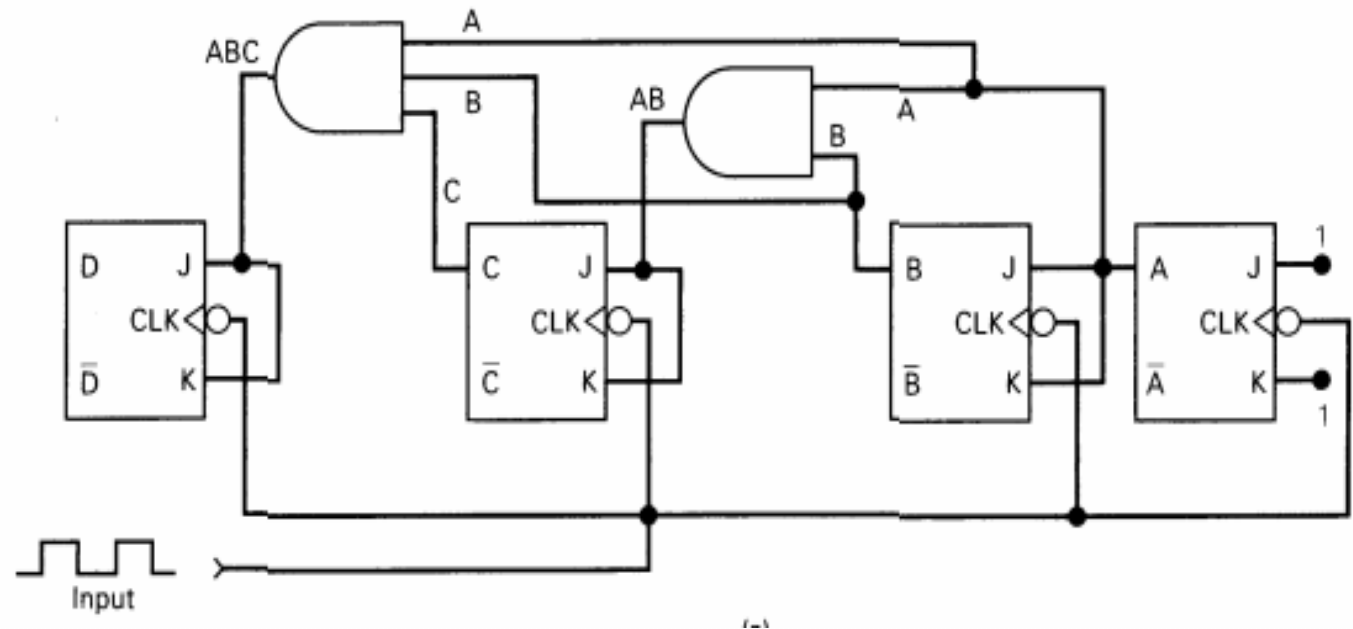 A
ABC
B
AB
A
B
C
D J
CLK
D̅ K
C J
CLK
C̅ K
B J
CLK
B̅ K
A J
CLK
A̅ K
1
1
Input